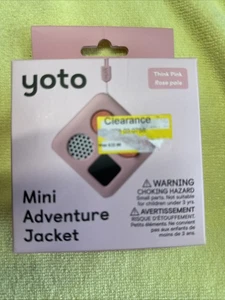 yoto
Think Pink
Rose pâle
Clearance
Mini
Adventure
Jacket
WARNING
CHOKING HAZARD
Small parts. Not suitable
for children under 3 yrs
AVERTISSEMENT
RISQUE D'ÉTOUFFEMENT
Petits éléments. Ne convient
pas aux enfants de
moins de 3 ans.